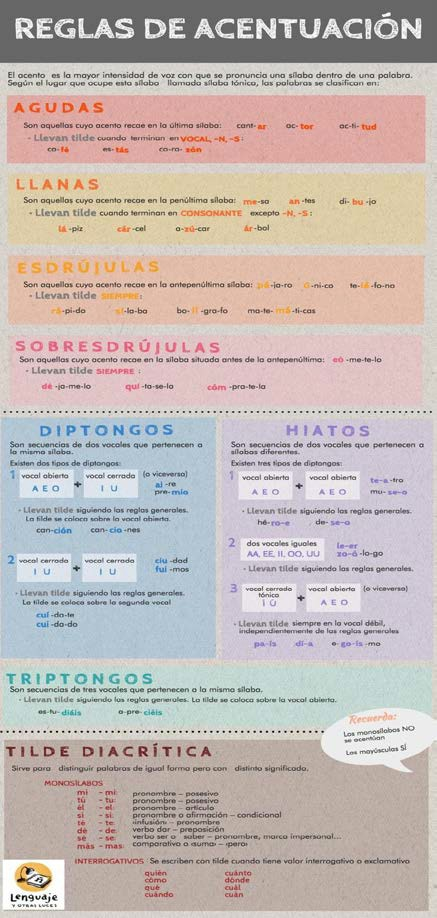 REGLAS DE ACENTUACIÓN
El acento es la mayor intensidad de voz con que se pronuncia una sílaba dentro de una palabra.
Según el lugar que ocupe esta sílaba llamada sílaba tónica, las palabras se clasifican en:
AGUDAS
Son aquellas cuyo acento recae en la última sílaba: cant-ar ac-tor ac-ti-tud
- Llevan tilde cuando terminan en VOCAL, -N, -S:
ca-fé es-tás co-ra-zón
LLANAS
Son aquellas cuyo acento recae en la penúltima sílaba: me-sa an-tes di-bu-jo
- Llevan tilde cuando terminan en CONSONANTE excepto -N, -S:
lá-piz cár-cel a-zú-car ár-bol
ESDRÚJULAS
Son aquellas cuyo acento recae en la antepenúltima sílaba: pá-ja-ro ú-ni-co te-lé-fo-no
- Llevan tilde SIEMPRE:
rá-pi-do sí-la-ba bo-lí-gra-fo ma-te-má-ti-cas
SOBRESDRÚJULAS
Son aquellas cuyo acento recae en la sílaba situada antes de la antepenúltima: có-me-te-lo
- Llevan tilde SIEMPRE:
dé-ja-me-lo quí-ta-se-la cóm-pra-te-la
DIPTONGOS
Son secuencias de dos vocales que pertenecen a
la misma sílaba.
Existen dos tipos de diptongos:
1 vocal abierta + vocal cerrada (o viceversa)
A E O I U
ai-re
pre-mio
- Llevan tilde siguiendo las reglas generales.
La tilde se coloca sobre la vocal abierta.
can-ción can-cio-nes
2 vocal cerrada + vocal cerrada
I U I U
ciu-dad
fui-mos
- Llevan tilde siguiendo las reglas generales.
La tilde se coloca sobre la segunda vocal
cuí-da-te
cui-da-do
HIATOS
Son secuencias de dos vocales que pertenecen a
sílabas diferentes.
Existen tres tipos de diptongos:
1 vocal abierta + vocal abierta
A E O A E O
te-a-tro
mu-se-o
- Llevan tilde siguiendo las reglas generales.
hé-ro-e de-se-o
2 dos vocales iguales
AA, EE, II, OO, UU
le-er
zo-ó-lo-go
- Llevan tilde siguiendo las reglas generales.
3 vocal cerrada tónica + vocal abierta (o viceversa)
Í Ú A E O
- Llevan tilde siempre en la vocal débil,
independientemente de las reglas generales
pa-ís dí-a e-go-ís-mo
TRIPTONGOS
Son secuencias de tres vocales que pertenecen a la misma sílaba.
- Llevan tilde siguiendo las reglas generales. La tilde se coloca sobre la vocal abierta.
es-tu-diáis a-pre-ciéis
Recuerda:
Los monosílabos NO
se acentúan
Las mayúsculas SÍ
TILDE DIACRÍTICA
Sirve para distinguir palabras de igual forma pero con distinto significado.
MONOSÍLABOS
mí - mi: pronombre - posesivo
tú - tu: pronombre - posesivo
él - el: pronombre - artículo
sí - si: pronombre o afirmación - condicional
té - te: «infusión» - pronombre
dé - de: verbo dar - preposición
sé - se: verbo ser o saber - pronombre, marca impersonal...
más - mas: comparativo o «suma» - «pero»
INTERROGATIVOS Se escriben con tilde cuando tiene valor interrogativo o exclamativo
quién cuánto
cómo dónde
qué cuál
cuándo cuán
Lenguaje
Y OTRAS LUCES